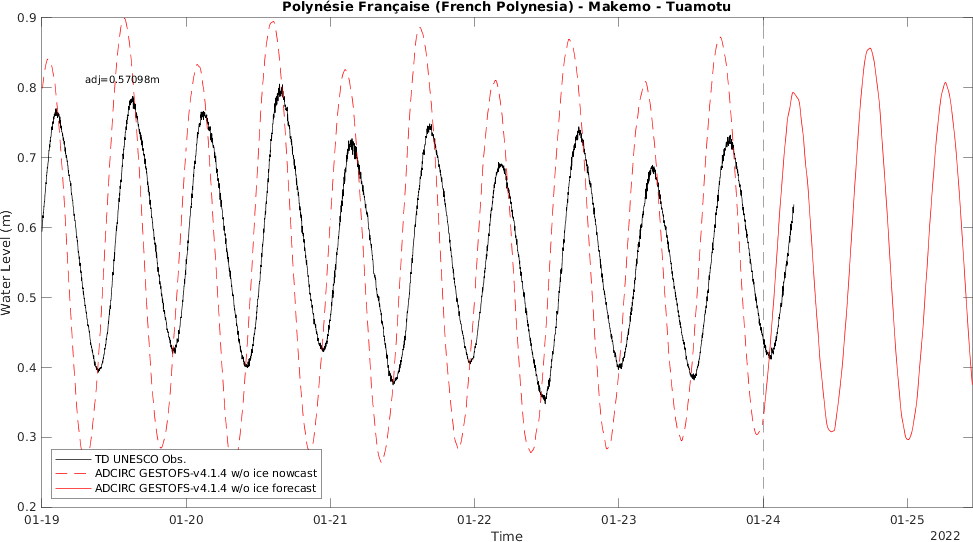 Polynésie Française (French Polynesia) - Makemo - Tuamotu
0.9
0.8
0.7
0.6
0.5
0.4
0.3
0.2
Water Level (m)
adj=0.57098m
TD UNESCO Obs.
ADCIRC GESTOFS-v4.1.4 w/o ice nowcast
ADCIRC GESTOFS-v4.1.4 w/o ice forecast
01-19 01-20 01-21 01-22 01-23 01-24 01-25
Time
2022